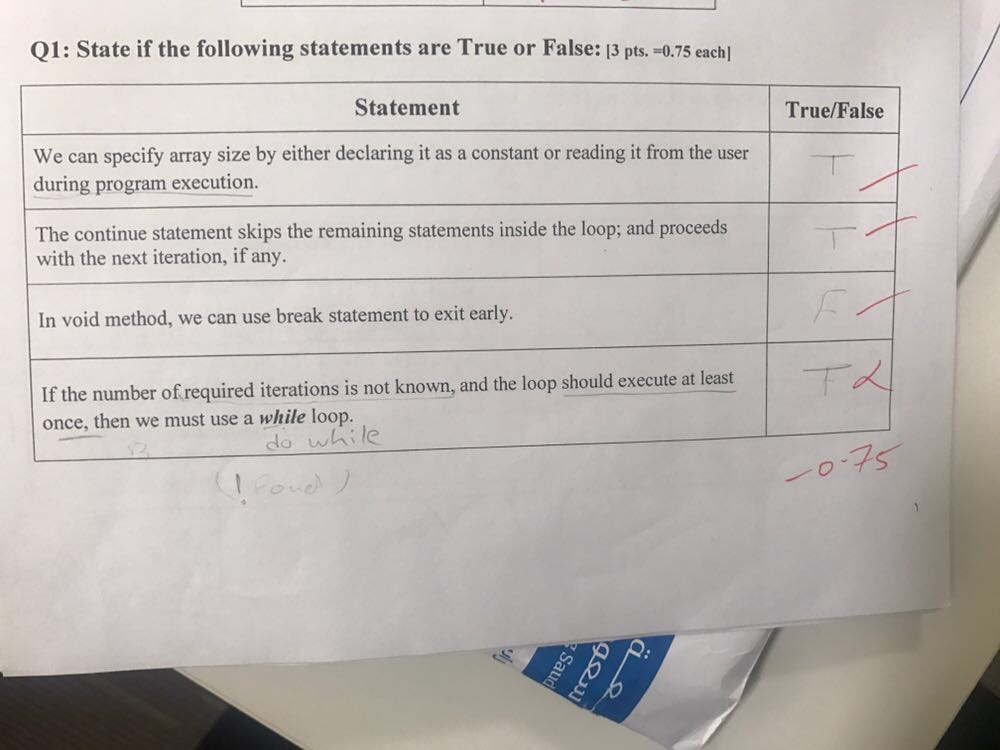 Q1: State if the following statements are True or False: [3 pts. =0.75 each]
Statement
True/False
We can specify array size by either declaring it as a constant or reading it from the user
during program execution.
T
The continue statement skips the remaining statements inside the loop; and proceeds
with the next iteration, if any.
T
In void method, we can use break statement to exit early.
F
If the number of required iterations is not known, and the loop should execute at least
once, then we must use a while loop.
do while
(! Found)
-0.75
Saud